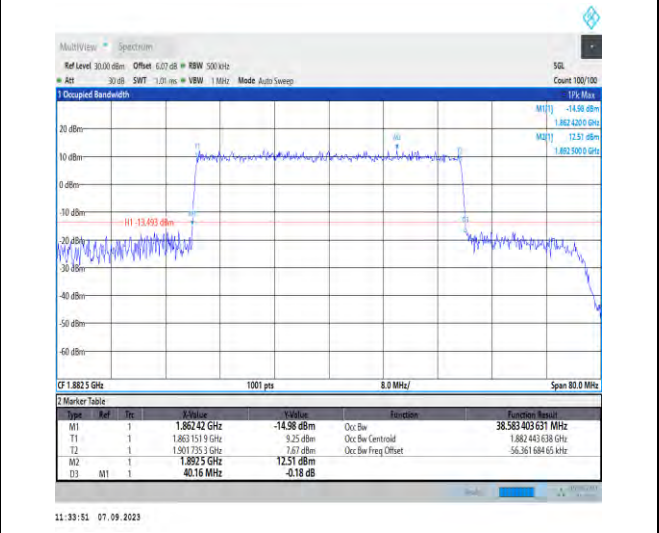 MultiView Spectrum
Ref Level 30.00 dBm Offset 6.07 dB RBW 500 kHz SGL
Att 30 dB SWT 1.01 ms VBW 1 MHz Mode Auto Sweep Count 100/100
1 Occupied Bandwidth 1Pk Max
M1[1] -14.98 dBm
1.862 420 0 GHz
M2[1] 12.51 dBm
1.892 500 0 GHz
20 dBm
M2
T1
T2
10 dBm
0 dBm
-10 dBm
M1
D3
H1 -13.493 dBm
-20 dBm
-30 dBm
-40 dBm
-50 dBm
-60 dBm
CF 1.882 5 GHz 1001 pts 8.0 MHz/ Span 80.0 MHz
2 Marker Table
Type Ref Trc X-Value Y-Value Function Function Result
M1 1 1.862 42 GHz -14.98 dBm Occ Bw 38.583 403 631 MHz
T1 1 1.863 151 9 GHz 9.25 dBm Occ Bw Centroid 1.882 443 638 GHz
T2 1 1.901 735 3 GHz 7.67 dBm Occ Bw Freq Offset -56.361 684 65 kHz
M2 1 1.892 5 GHz 12.51 dBm
D3 M1 1 40.16 MHz -0.18 dB
11:33:51 07.09.2023